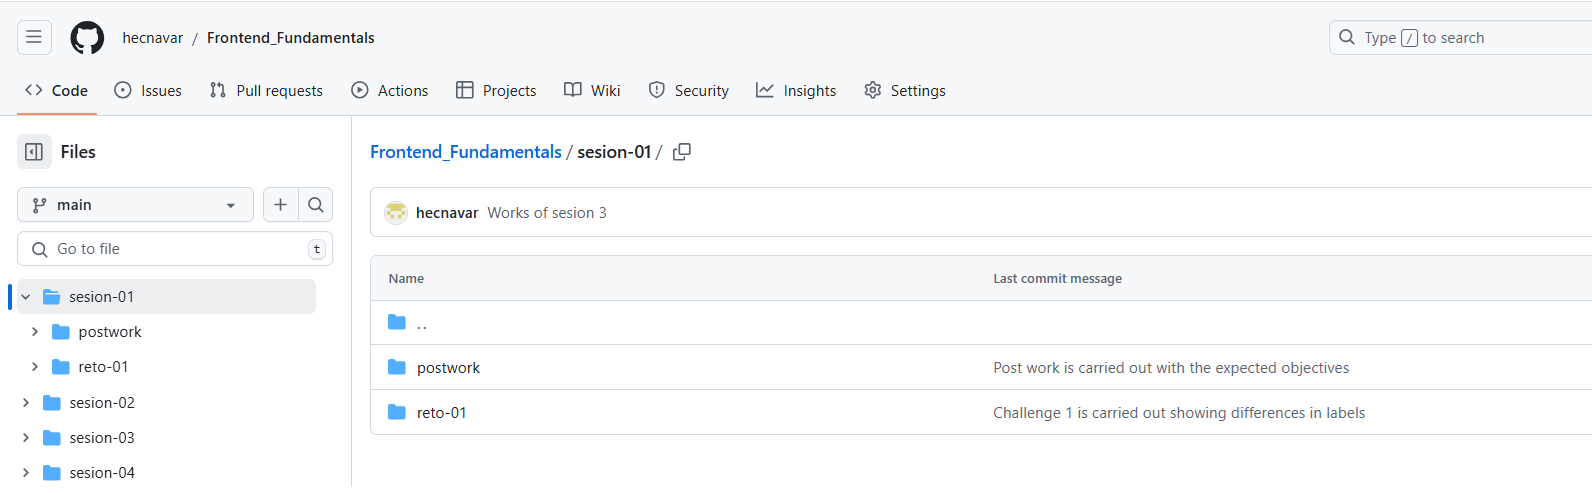 hecnavar / Frontend_Fundamentals
Type / to search
Code Issues Pull requests Actions Projects Wiki Security Insights Settings
Files
main
Go to file t
sesion-01
postwork
reto-01
sesion-02
sesion-03
sesion-04
Frontend_Fundamentals / sesion-01 /
hecnavar Works of sesion 3
Name Last commit message
..
postwork Post work is carried out with the expected objectives
reto-01 Challenge 1 is carried out showing differences in labels